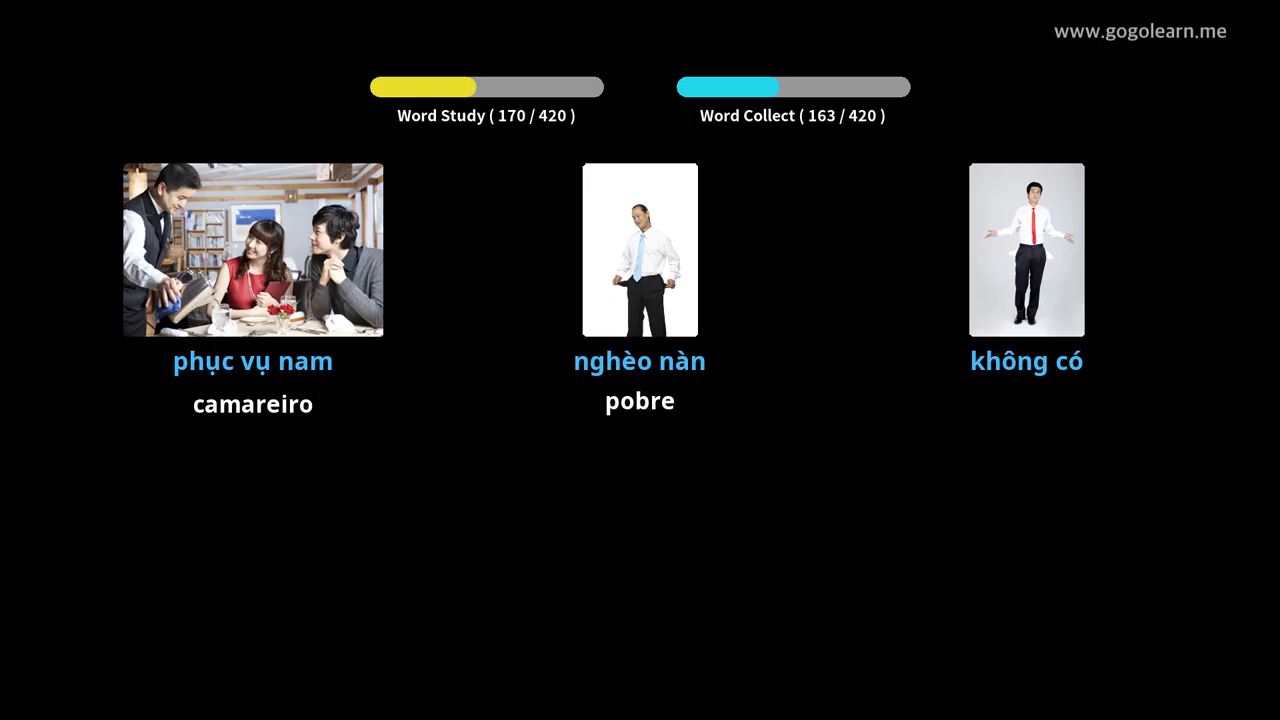 www.gogolearn.me
Word Study ( 170 / 420 )
Word Collect ( 163 / 420 )
phục vụ nam
nghèo nàn
không có
camareiro
pobre